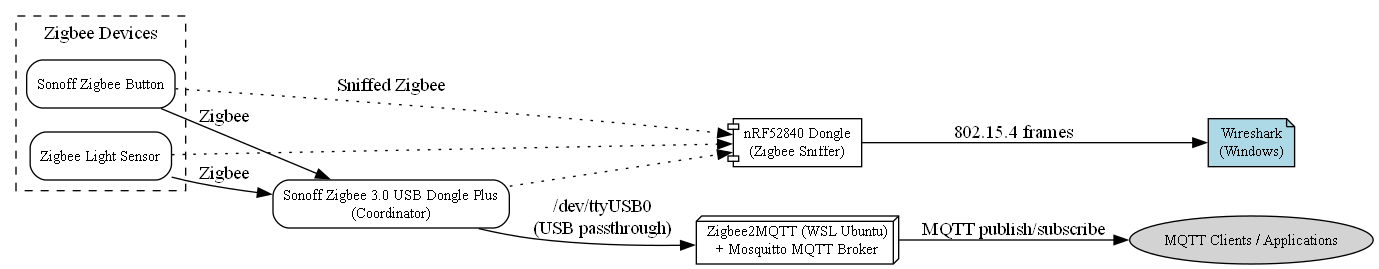 Zigbee Devices
Sonoff Zigbee Button
Zigbee Light Sensor
Sniffed Zigbee
Zigbee
Zigbee
Sonoff Zigbee 3.0 USB Dongle Plus
(Coordinator)
/dev/ttyUSB0
(USB passthrough)
nRF52840 Dongle
(Zigbee Sniffer)
802.15.4 frames
Wireshark
(Windows)
Zigbee2MQTT (WSL Ubuntu)
+ Mosquitto MQTT Broker
MQTT publish/subscribe
MQTT Clients / Applications